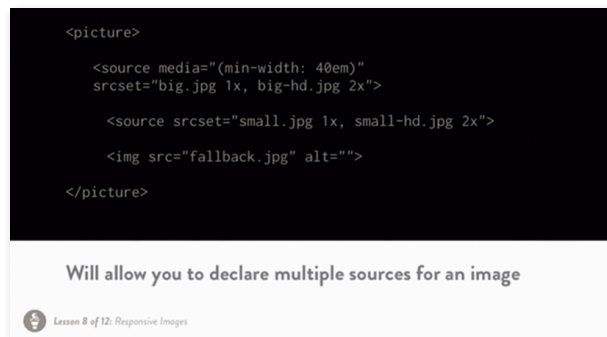 <picture>
<source media="(min-width: 40em)"
srcset="big.jpg 1x, big-hd.jpg 2x">
<source srcset="small.jpg 1x, small-hd.jpg 2x">
<img src="fallback.jpg" alt="">
</picture>
Will allow you to declare multiple sources for an image
Lesson 8 of 12: Responsive Images